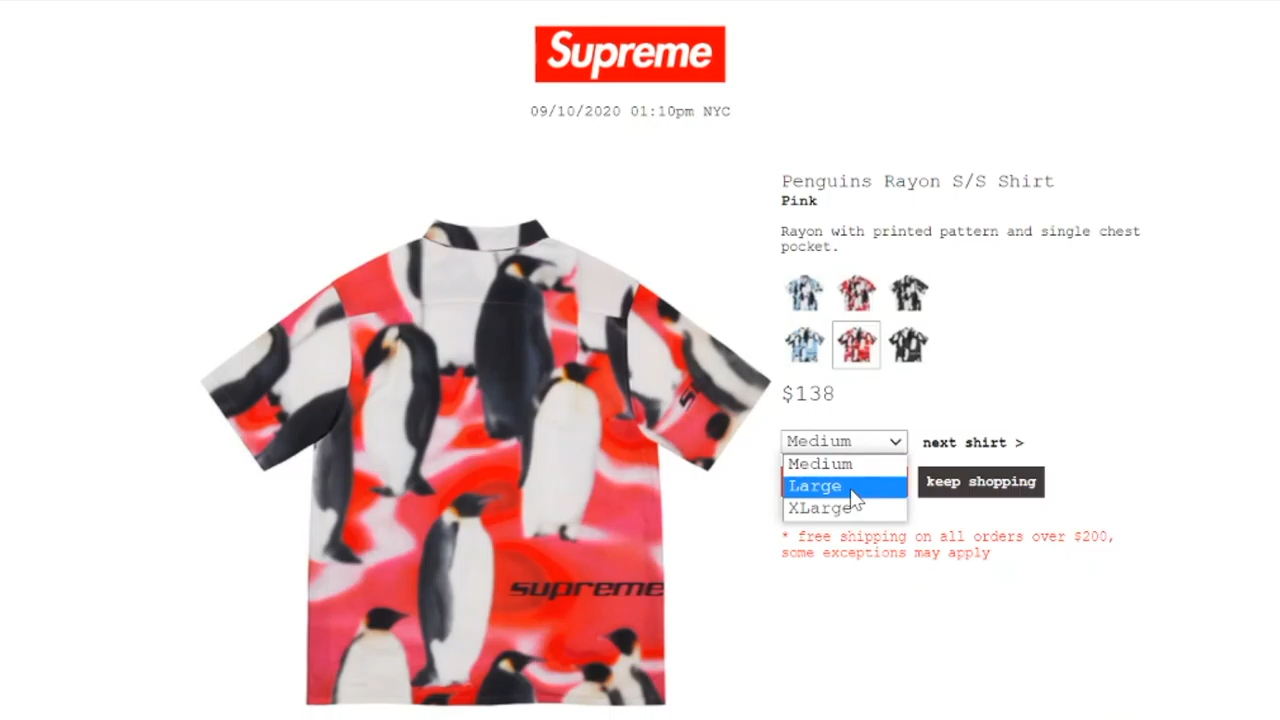 Supreme
09/10/2020 01:10pm NYC
Penguins Rayon S/S Shirt
Pink
Rayon with printed pattern and single chest
pocket.
$138
Medium
next shirt >
Medium
Large
XLarge
keep shopping
* free shipping on all orders over $200,
some exceptions may apply
supreme